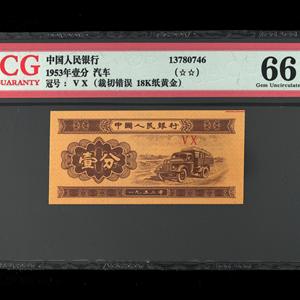 CG
GUARANTY
中国人民银行
1953年壹分 汽车
冠号： V X （裁切错误 18K纸黄金）
13780746
（☆☆）
66
Gem Uncirculated
中国人民银行
V X
壹分
一九五三年